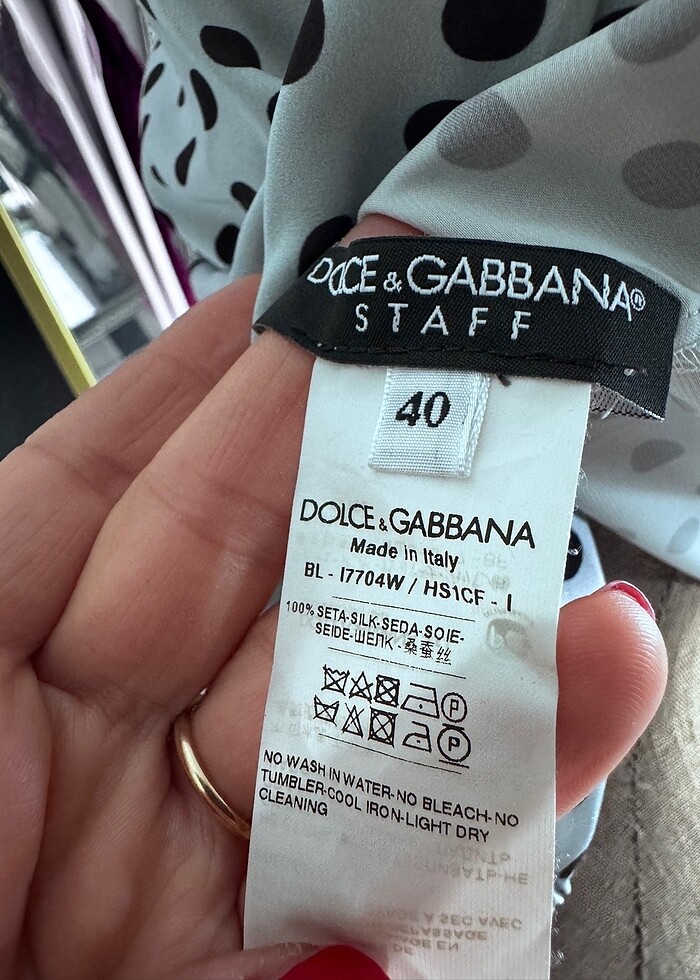 DOLCE & GABBANA®
STAFF
40
DOLCE & GABBANA
Made in Italy
BL - I7704W / HS1CF - I
100% SETA-SILK-SEDA-SOIE-
SEIDE-ШЕЛК-桑蚕丝
P
P
NO WASH IN WATER-NO BLEACH-NO
TUMBLER-COOL IRON-LIGHT DRY
CLEANING